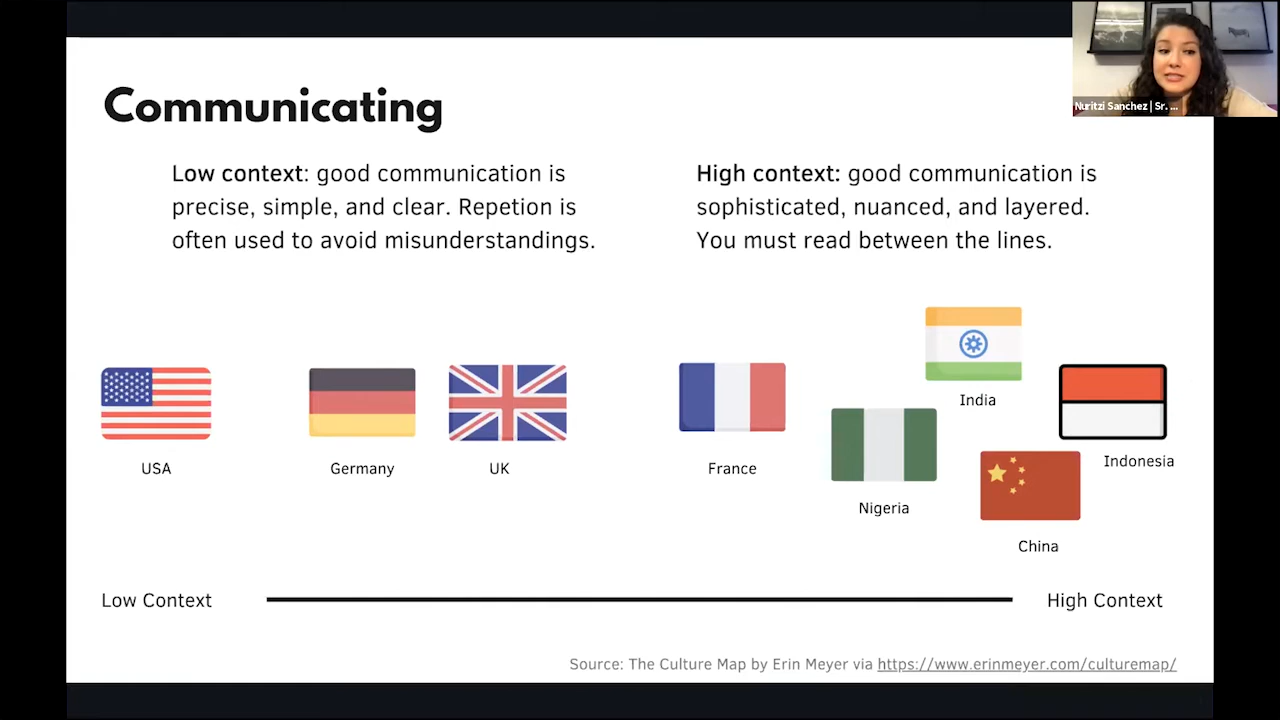 Nuritzi Sanchez | Sr. ...
Communicating
Low context: good communication is
precise, simple, and clear. Repetion is
often used to avoid misunderstandings.
High context: good communication is
sophisticated, nuanced, and layered.
You must read between the lines.
USA
Germany
UK
France
Nigeria
India
China
Indonesia
Low Context
High Context
Source: The Culture Map by Erin Meyer via https://www.erinmeyer.com/culturemap/